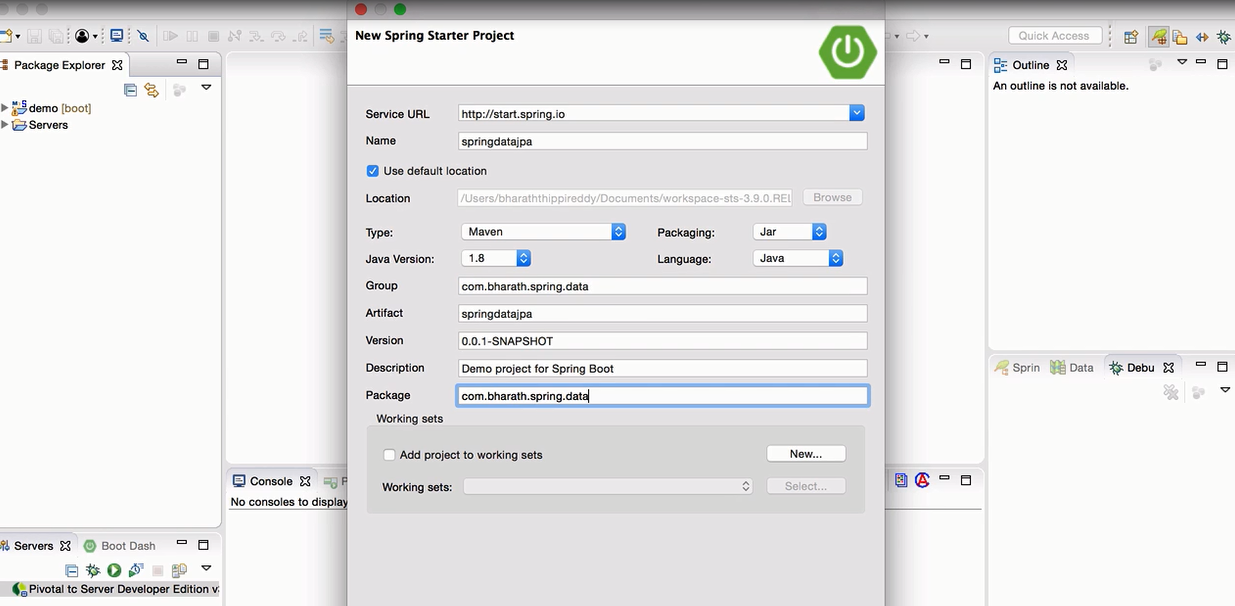 New Spring Starter Project
Quick Access
Package Explorer
demo [boot]
Servers
Service URL
http://start.spring.io
Name
springdatajpa
Use default location
Location
/Users/bharaththippireddy/Documents/workspace-sts-3.9.0.REL
Browse
Type:
Maven
Packaging:
Jar
Java Version:
1.8
Language:
Java
Group
com.bharath.spring.data
Artifact
springdatajpa
Version
0.0.1-SNAPSHOT
Description
Demo project for Spring Boot
Package
com.bharath.spring.data
Working sets
Add project to working sets
New...
Working sets:
Select...
Outline
An outline is not available.
Sprin
Data
Debu
Console
P
No consoles to display
Servers
Boot Dash
Pivotal tc Server Developer Edition v